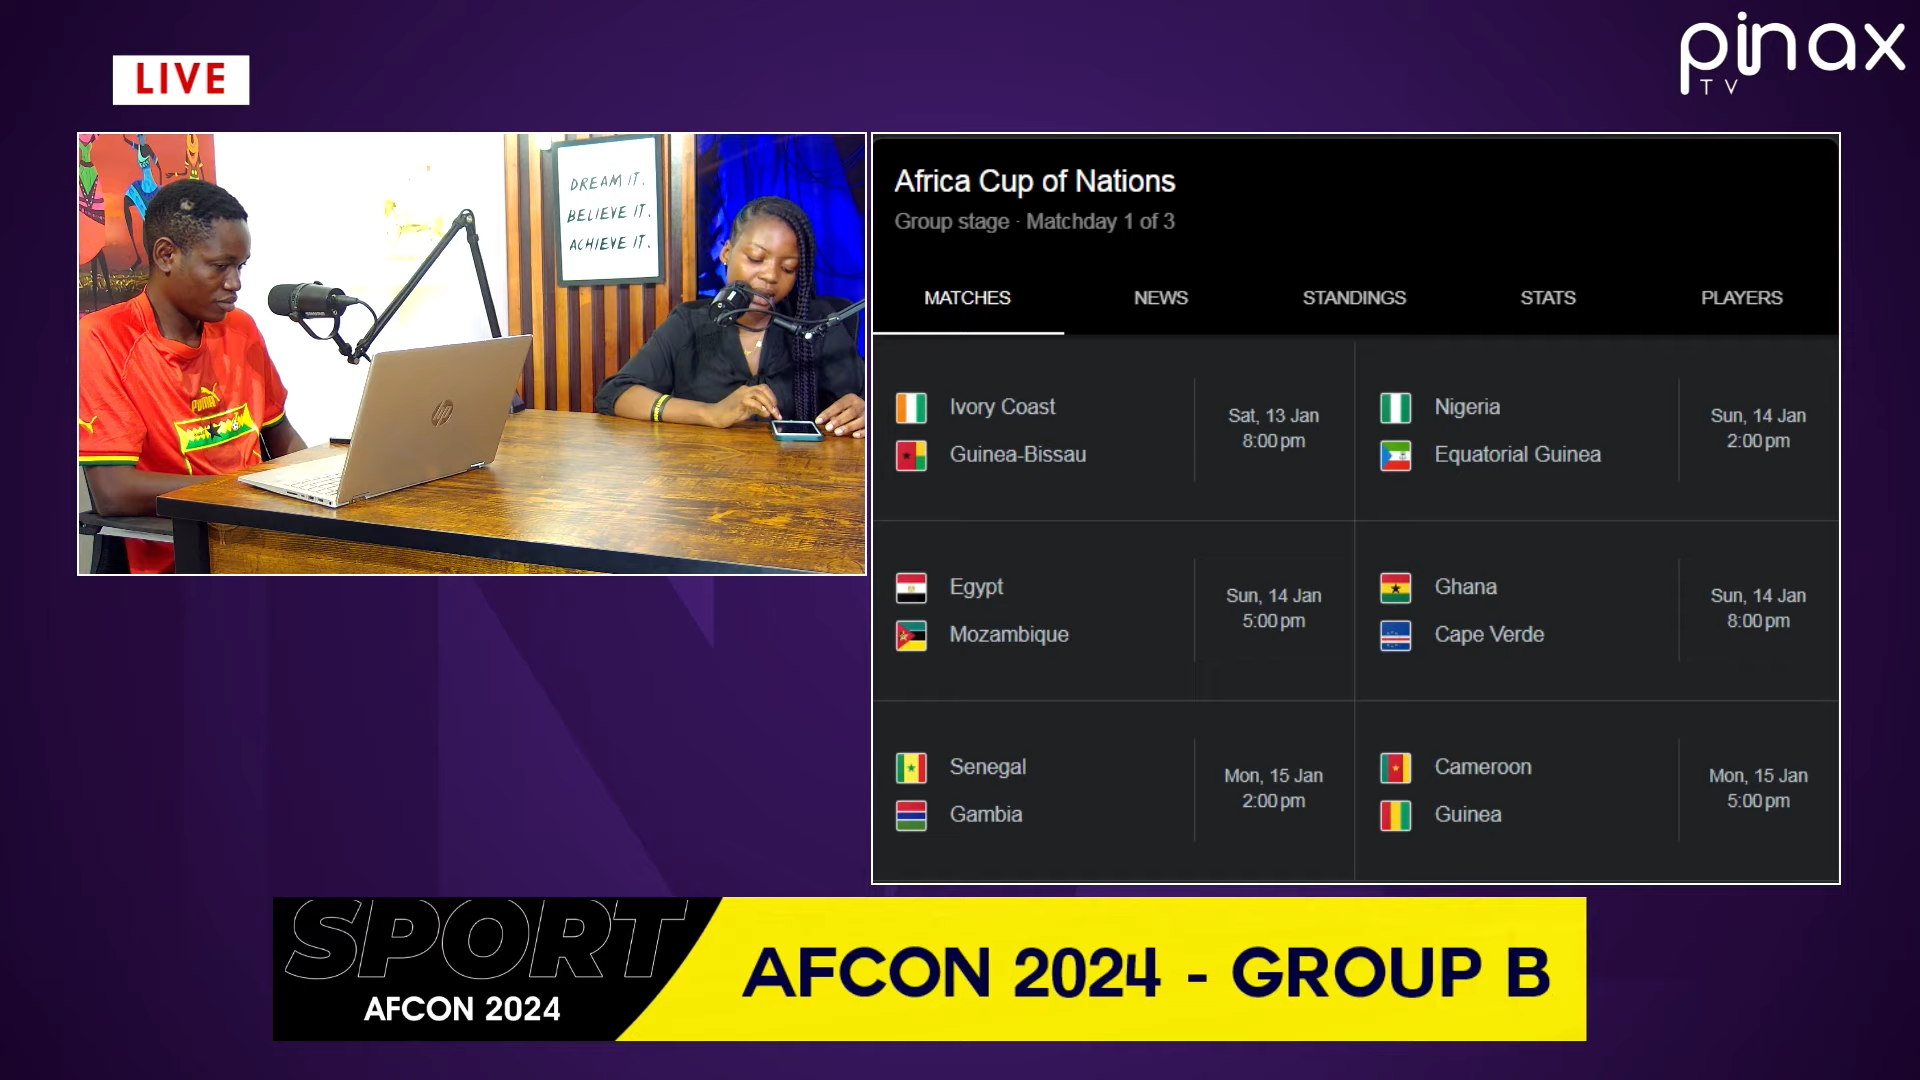 LIVE
pinax
TV
DREAM IT.
BELIEVE IT.
ACHIEVE IT.
PUMA
hp
Africa Cup of Nations
Group stage · Matchday 1 of 3
MATCHES NEWS STANDINGS STATS PLAYERS
Ivory Coast
Guinea-Bissau
Sat, 13 Jan
8:00 pm
Nigeria
Equatorial Guinea
Sun, 14 Jan
2:00 pm
Egypt
Mozambique
Sun, 14 Jan
5:00 pm
Ghana
Cape Verde
Sun, 14 Jan
8:00 pm
Senegal
Gambia
Mon, 15 Jan
2:00 pm
Cameroon
Guinea
Mon, 15 Jan
5:00 pm
SPORT
AFCON 2024
AFCON 2024 - GROUP B